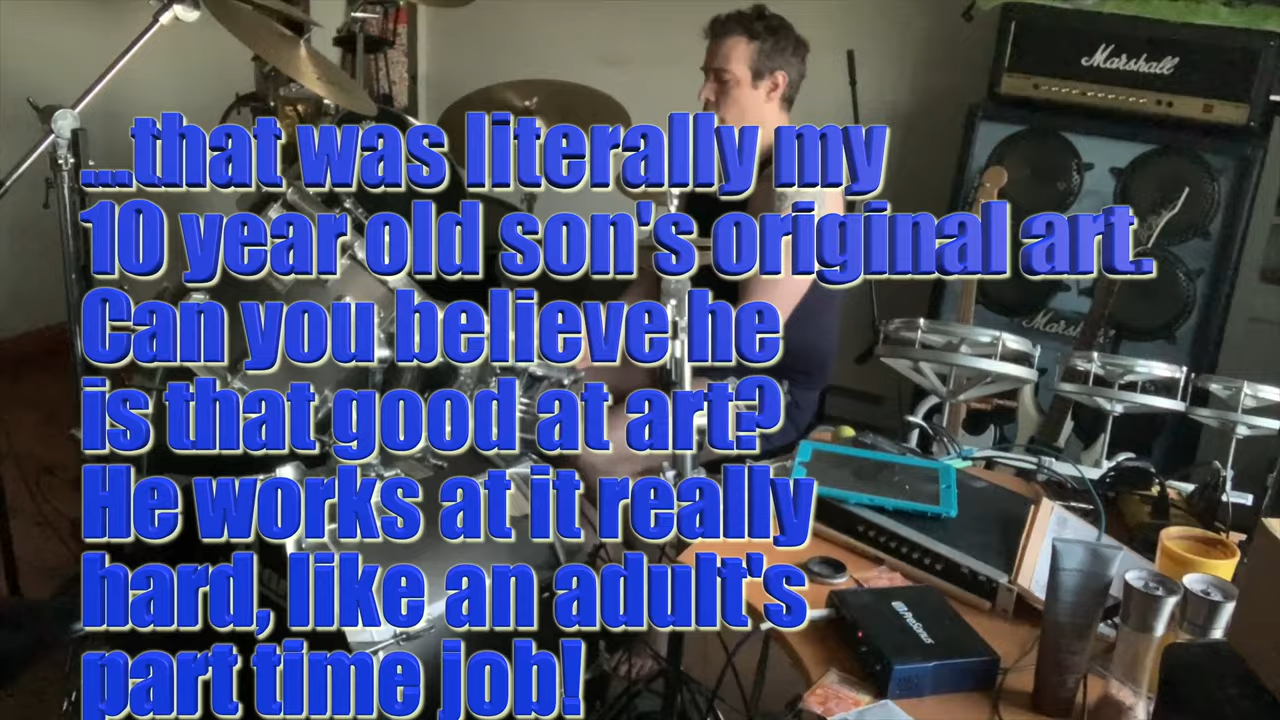 Marshall
...that was literally my
10 year old son's original art.
Can you believe he
is that good at art?
He works at it really
hard, like an adult's
part time job!
Marshall
PreSonus